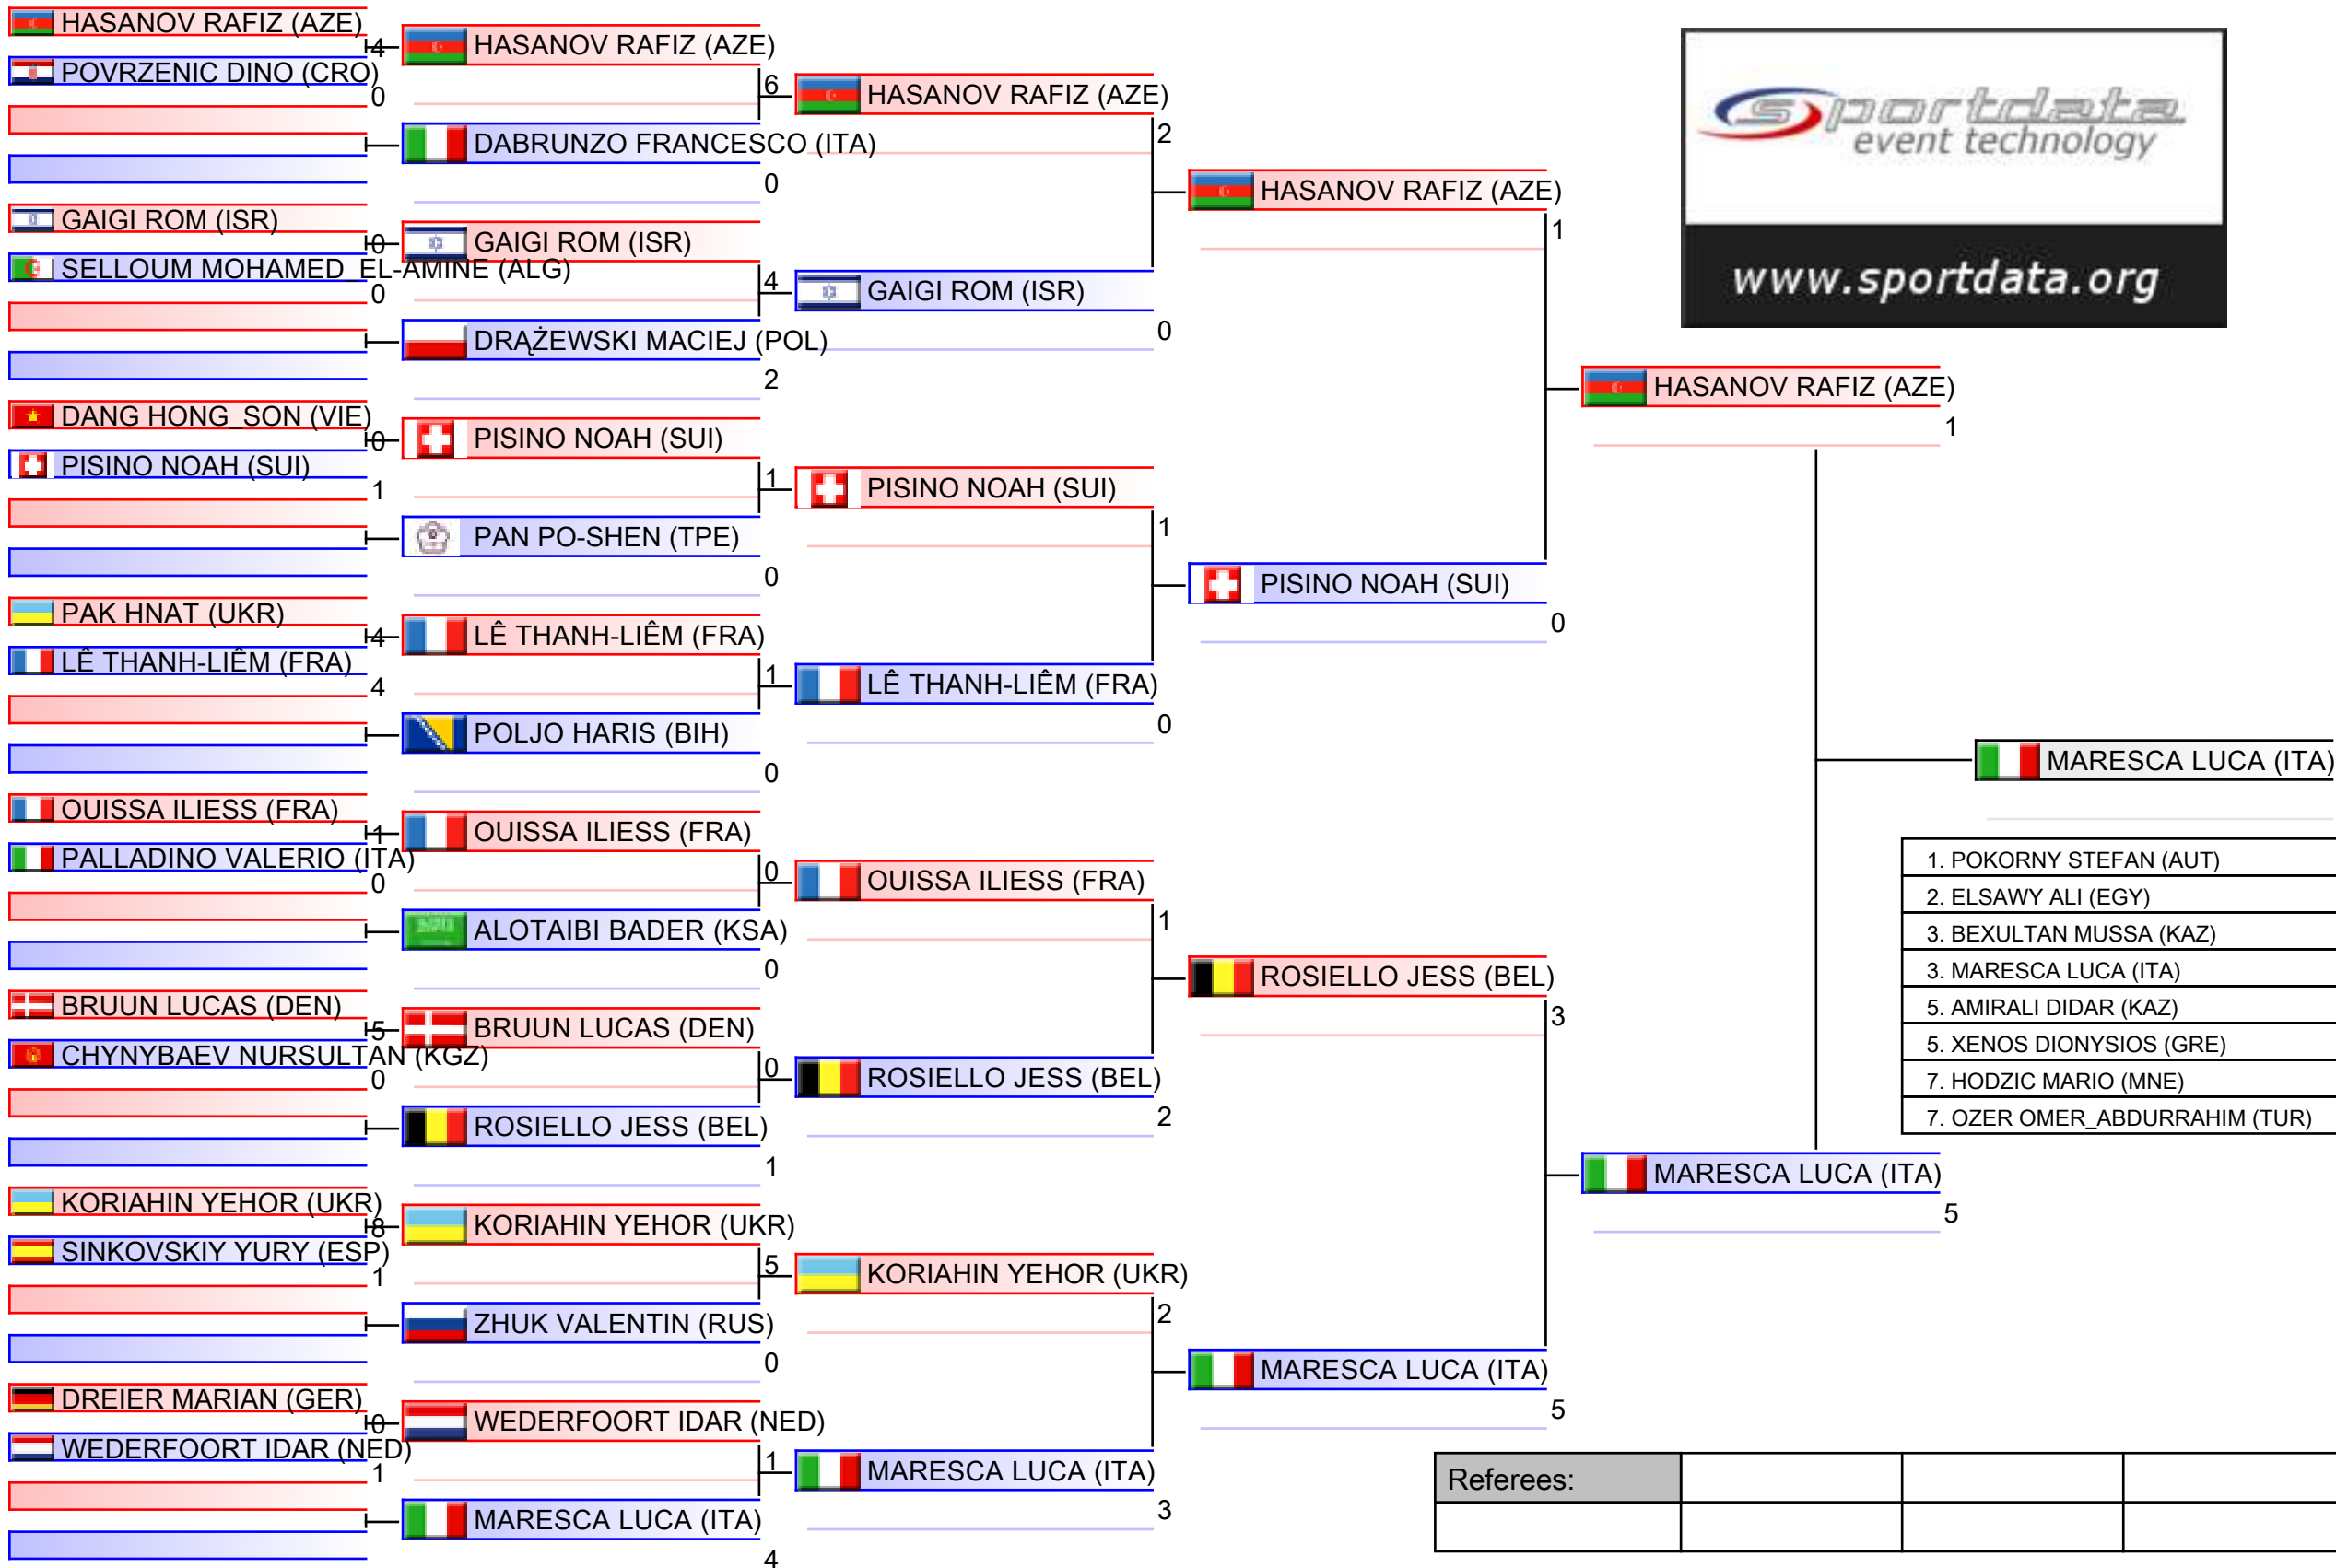 HASANOV RAFIZ (AZE)
4
POVRZENIC DINO (CRO)
0
GAIGI ROM (ISR)
0
SELLOUM MOHAMED_EL-AMINE (ALG)
0
DANG HONG_SON (VIE)
0
PISINO NOAH (SUI)
1
PAK HNAT (UKR)
4
LÊ THANH-LIÊM (FRA)
4
OUISSA ILIESS (FRA)
1
PALLADINO VALERIO (ITA)
0
BRUUN LUCAS (DEN)
5
CHYNYBAEV NURSULTAN (KGZ)
0
KORIAHIN YEHOR (UKR)
8
SINKOVSKIY YURY (ESP)
1
DREIER MARIAN (GER)
0
WEDERFOORT IDAR (NED)
1
HASANOV RAFIZ (AZE)
6
DABRUNZO FRANCESCO (ITA)
0
GAIGI ROM (ISR)
4
DRĄŻEWSKI MACIEJ (POL)
2
PISINO NOAH (SUI)
1
PAN PO-SHEN (TPE)
0
LÊ THANH-LIÊM (FRA)
1
POLJO HARIS (BIH)
0
OUISSA ILIESS (FRA)
0
ALOTAIBI BADER (KSA)
0
BRUUN LUCAS (DEN)
0
ROSIELLO JESS (BEL)
1
KORIAHIN YEHOR (UKR)
5
ZHUK VALENTIN (RUS)
0
WEDERFOORT IDAR (NED)
1
MARESCA LUCA (ITA)
4
HASANOV RAFIZ (AZE)
2
GAIGI ROM (ISR)
0
PISINO NOAH (SUI)
1
LÊ THANH-LIÊM (FRA)
0
OUISSA ILIESS (FRA)
1
ROSIELLO JESS (BEL)
2
KORIAHIN YEHOR (UKR)
2
MARESCA LUCA (ITA)
3
HASANOV RAFIZ (AZE)
1
PISINO NOAH (SUI)
0
ROSIELLO JESS (BEL)
3
MARESCA LUCA (ITA)
5
HASANOV RAFIZ (AZE)
1
MARESCA LUCA (ITA)
5
MARESCA LUCA (ITA)
sportdata
event technology
www.sportdata.org
1. POKORNY STEFAN (AUT)
2. ELSAWY ALI (EGY)
3. BEXULTAN MUSSA (KAZ)
3. MARESCA LUCA (ITA)
5. AMIRALI DIDAR (KAZ)
5. XENOS DIONYSIOS (GRE)
7. HODZIC MARIO (MNE)
7. OZER OMER_ABDURRAHIM (TUR)
Referees: